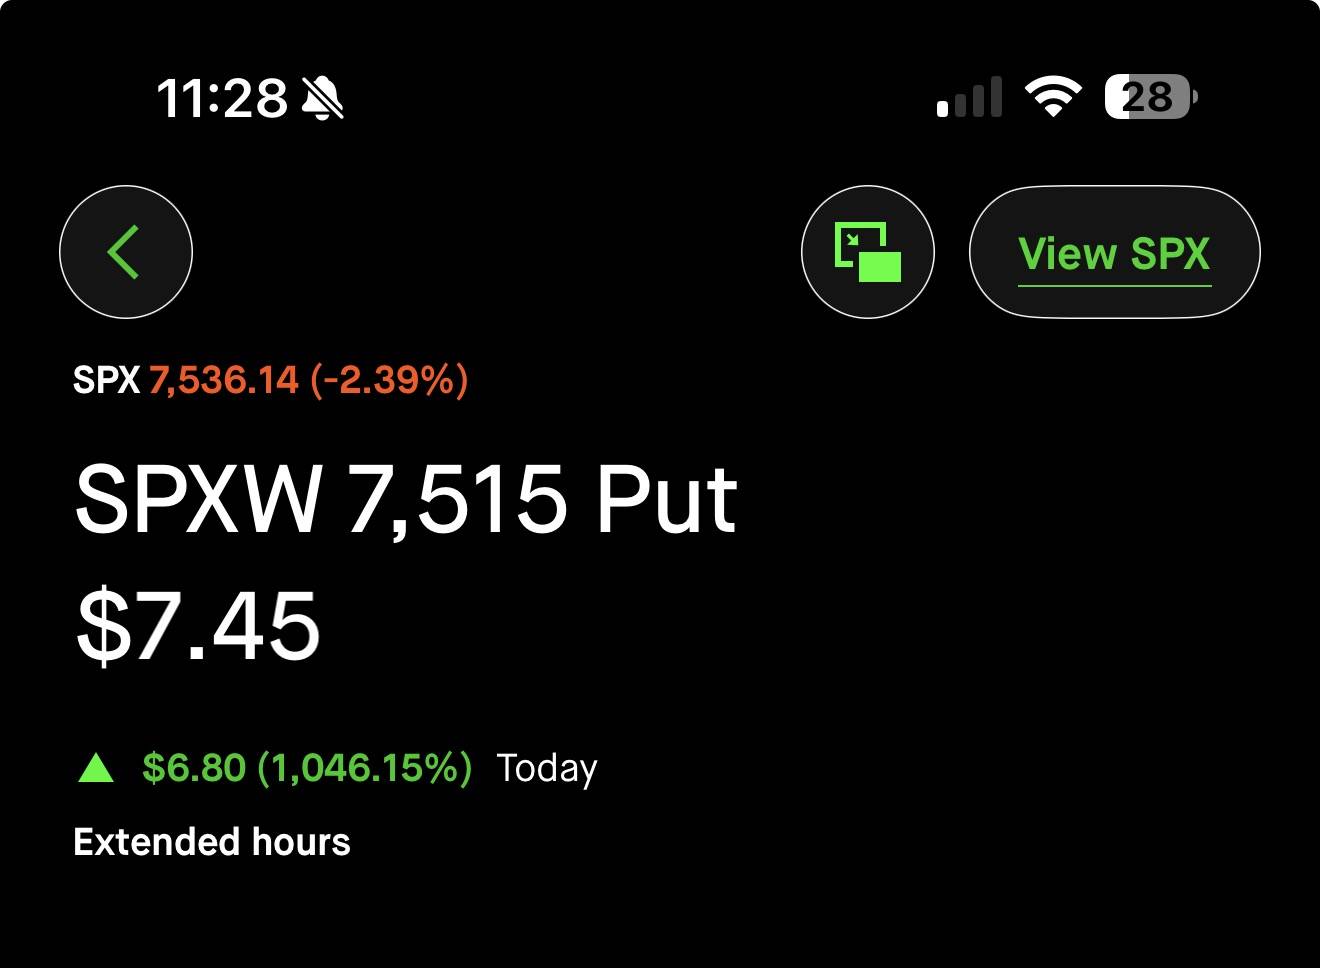 11:28
28
View SPX
SPX 7,536.14 (-2.39%)
SPXW 7,515 Put
$7.45
▲ $6.80 (1,046.15%) Today
Extended hours